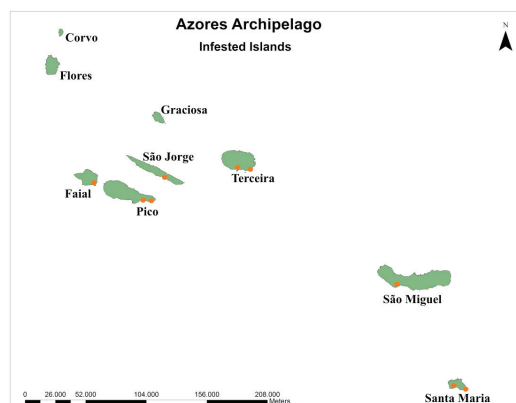 Azores Archipelago
Infested Islands
N
Corvo
Flores
Graciosa
São Jorge
Terceira
Faial
Pico
São Miguel
Santa Maria
0 26.000 52.000 104.000 156.000 208.000
Meters